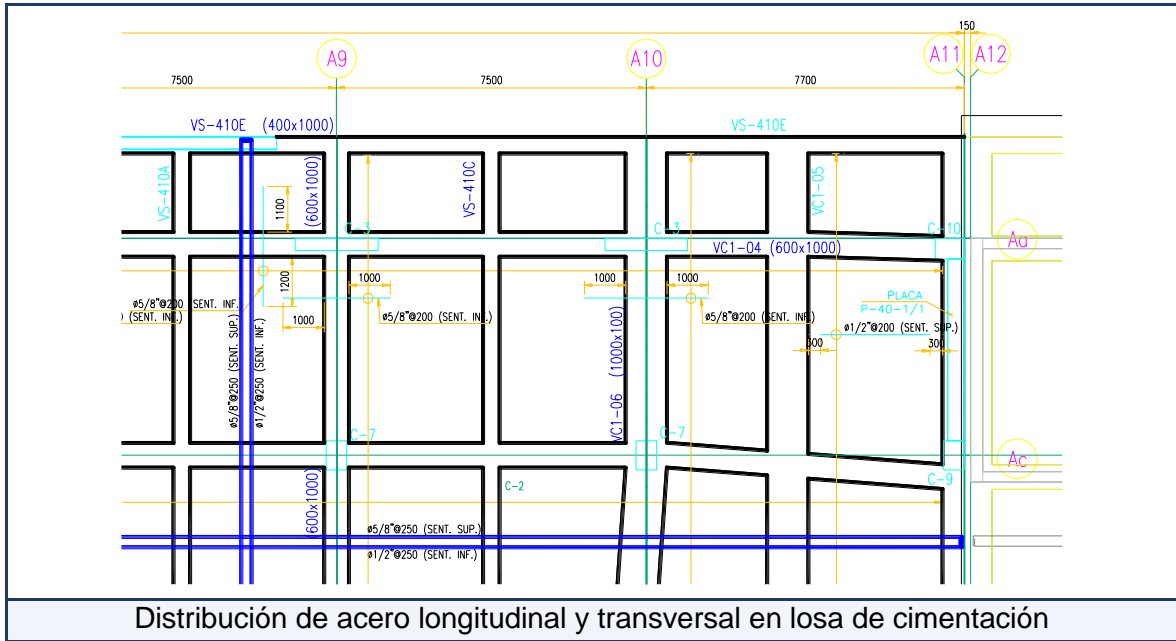 150
A9
A10
A11
A12
7500
7500
7700
VS-410E (400x1000)
VS-410E
VS-410A
(600x1000)
VS-410C
VC1-05
1100
C-3
C-3
C-10
Ad
VC1-04 (600x1000)
1200
1000
1000
1000
PLACA
P-40-1/1
ø5/8"@200 (SENT. INF.)
(SENT. INF.)
1000
ø5/8"@200 (SENT. INF.)
ø5/8"@200 (SENT. INF.)
ø1/2"@200 (SENT. SUP.)
300
ø5/8"@250 (SENT. SUP.)
ø1/2"@250 (SENT. INF.)
VC1-06 (1000x100)
C-7
C-7
Ac
C-9
C-2
(600x1000)
ø5/8"@250 (SENT. SUP.)
ø1/2"@250 (SENT. INF.)
Distribución de acero longitudinal y transversal en losa de cimentación